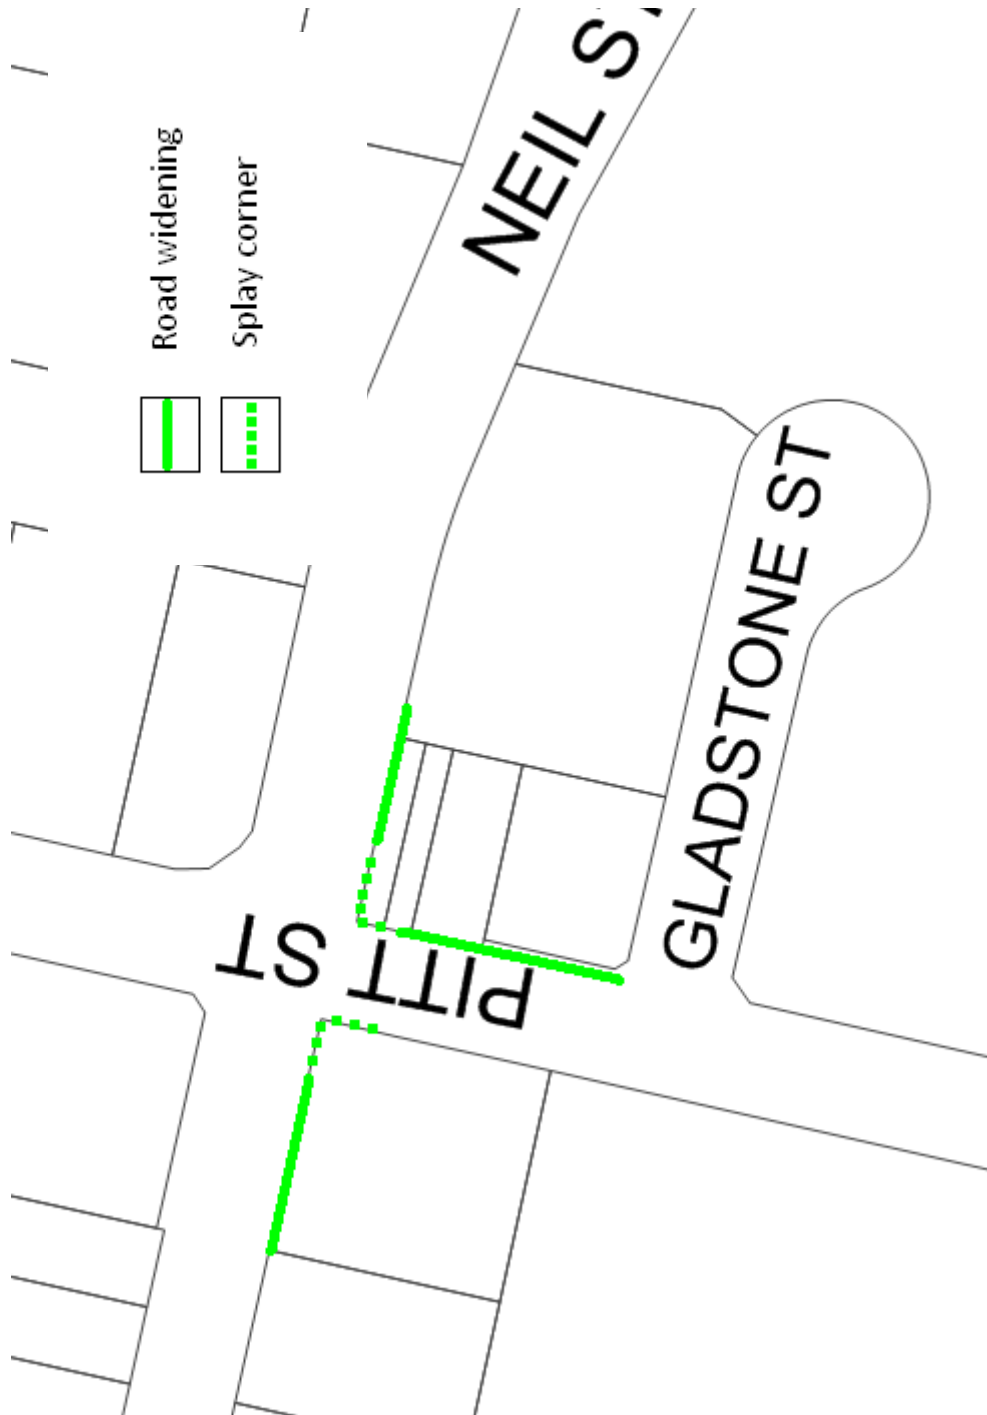 Road widening
Splay corner
NEIL S
PITT ST
GLADSTONE ST